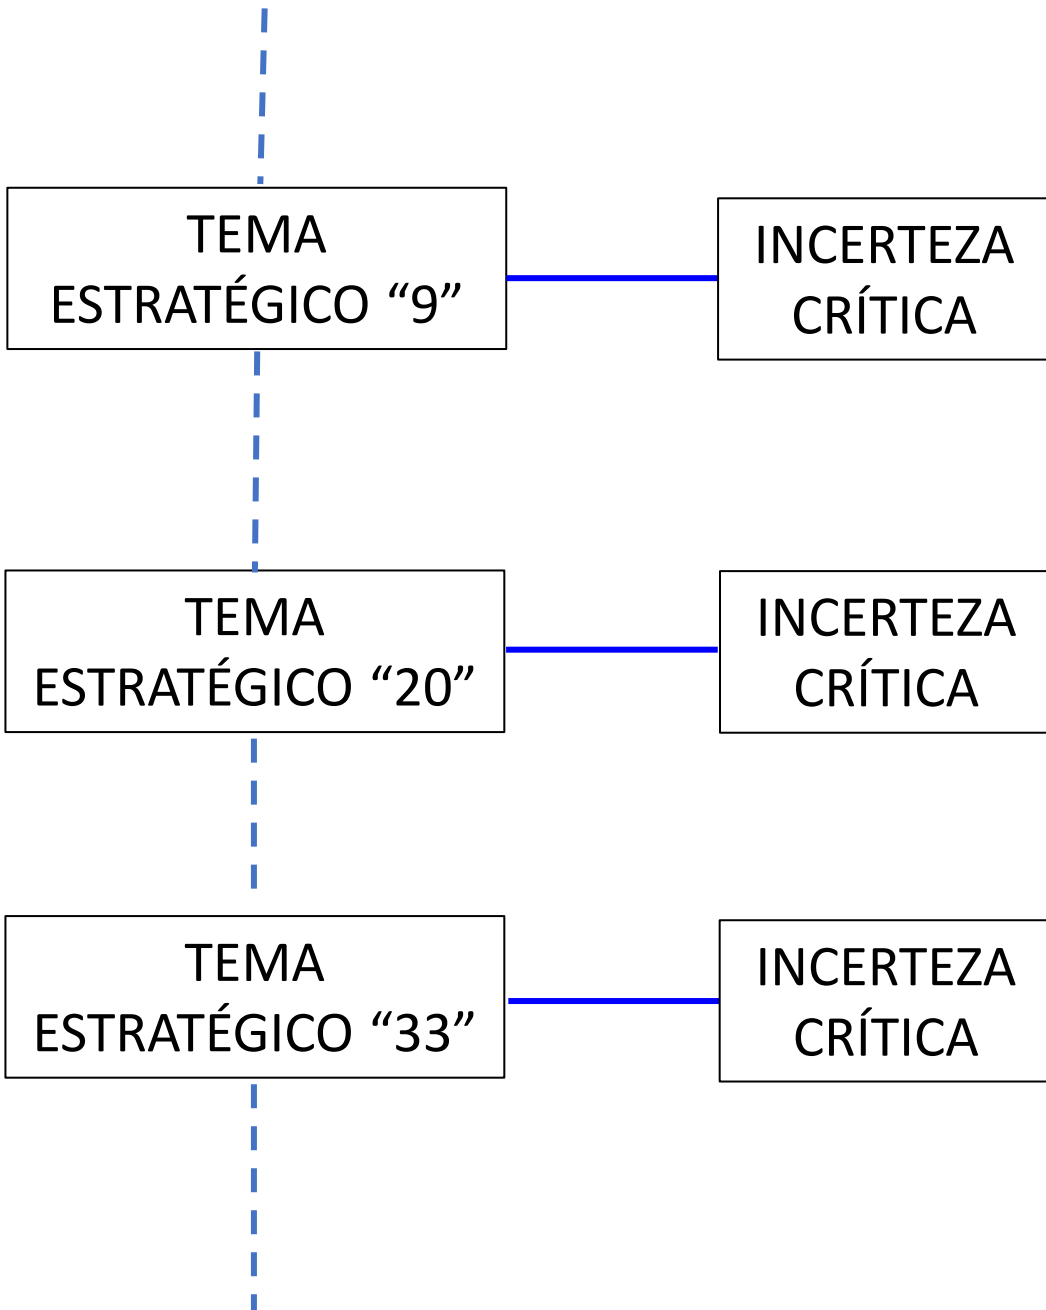 TEMA
ESTRATÉGICO “9”
INCERTEZA
CRÍTICA
TEMA
ESTRATÉGICO “20”
INCERTEZA
CRÍTICA
TEMA
ESTRATÉGICO “33”
INCERTEZA
CRÍTICA